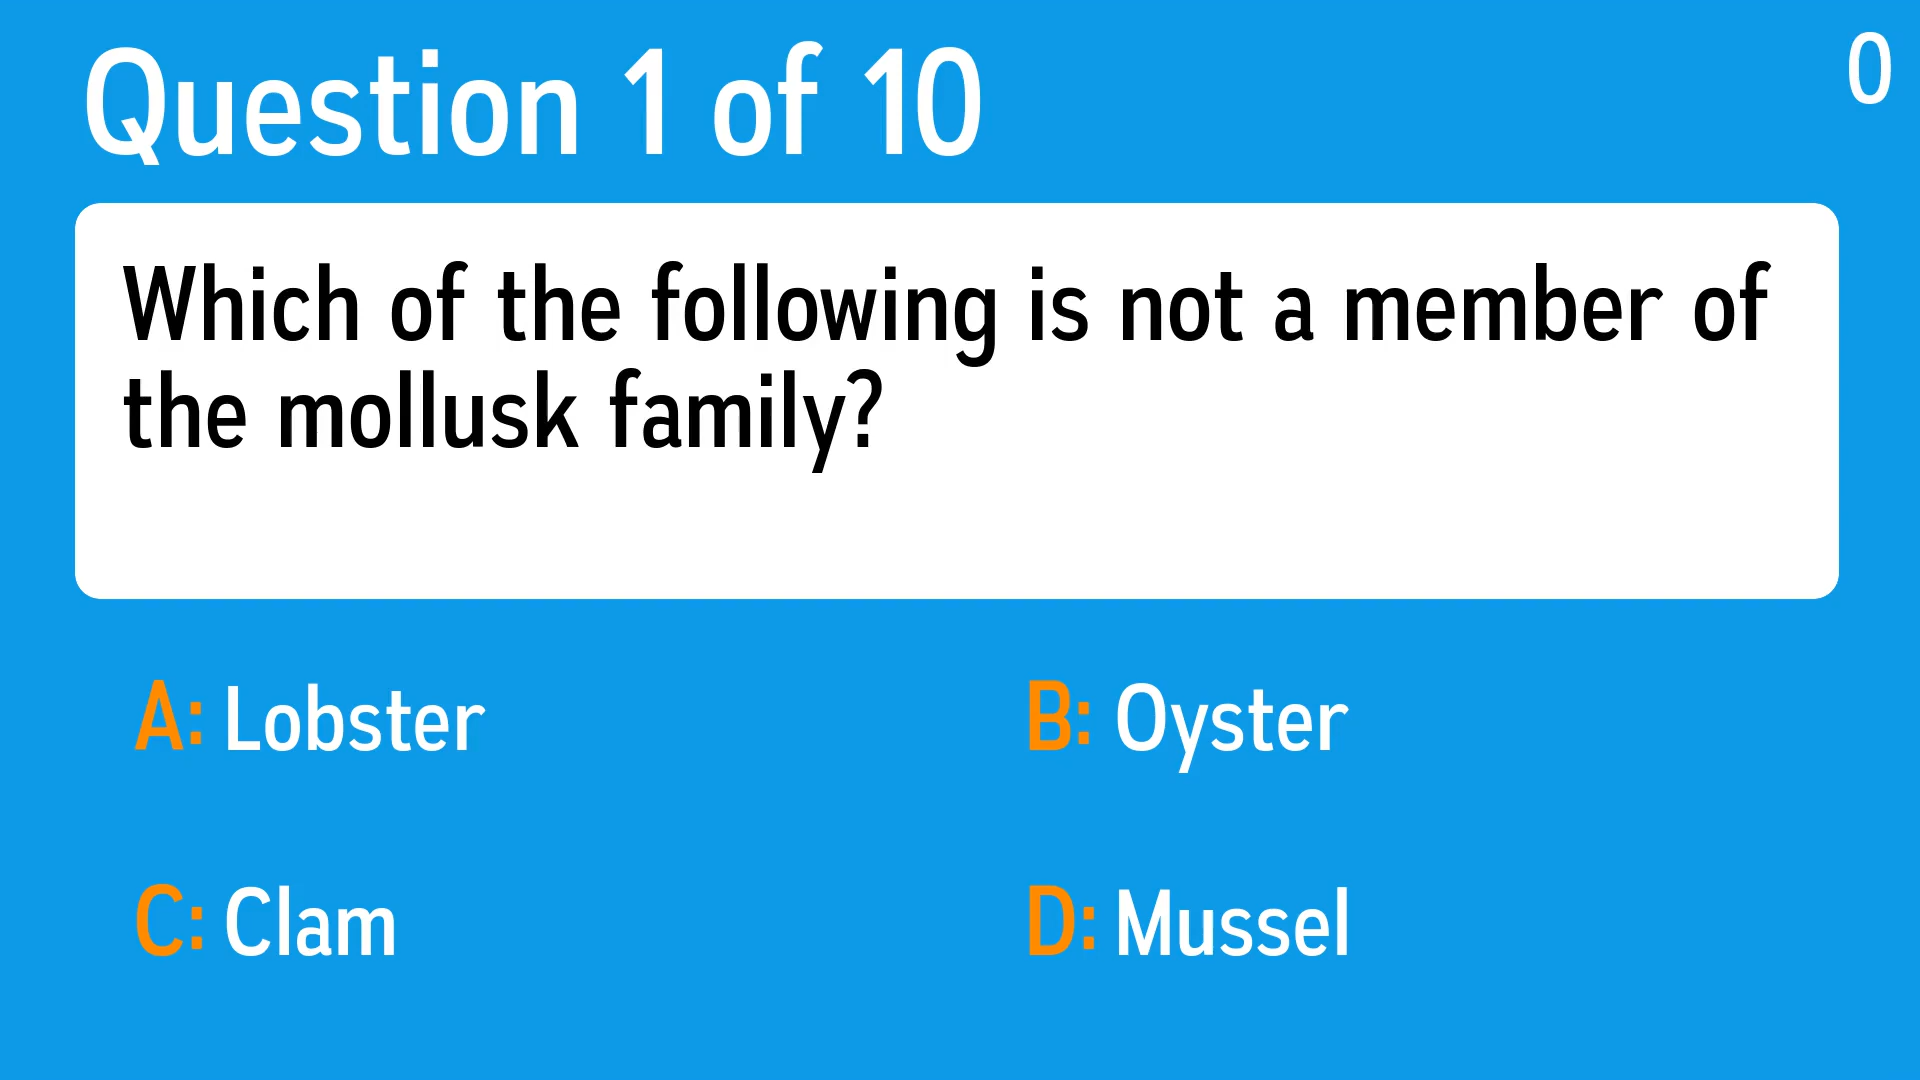 Question 1 of 10
0
Which of the following is not a member of
the mollusk family?
A: Lobster
B: Oyster
C: Clam
D: Mussel